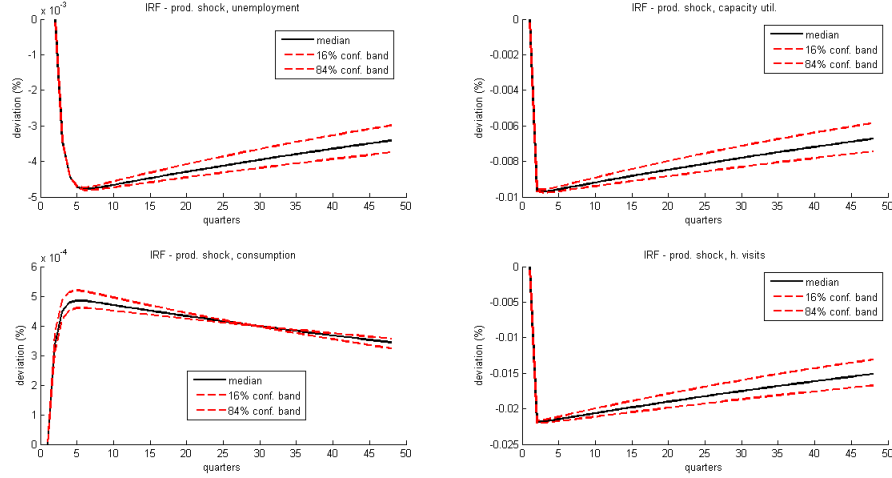 IRF - prod. shock, unemployment
x 10⁻³
0
-1
-2
-3
-4
-5
deviation (%)
median
16% conf. band
84% conf. band
0 5 10 15 20 25 30 35 40 45 50
quarters
IRF - prod. shock, capacity util.
0
-0.002
-0.004
-0.006
-0.008
-0.01
deviation (%)
median
16% conf. band
84% conf. band
0 5 10 15 20 25 30 35 40 45 50
quarters
IRF - prod. shock, consumption
x 10⁻⁴
6
5
4
3
2
1
0
deviation (%)
median
16% conf. band
84% conf. band
0 5 10 15 20 25 30 35 40 45 50
quarters
IRF - prod. shock, h. visits
0
-0.005
-0.01
-0.015
-0.02
-0.025
deviation (%)
median
16% conf. band
84% conf. band
0 5 10 15 20 25 30 35 40 45 50
quarters